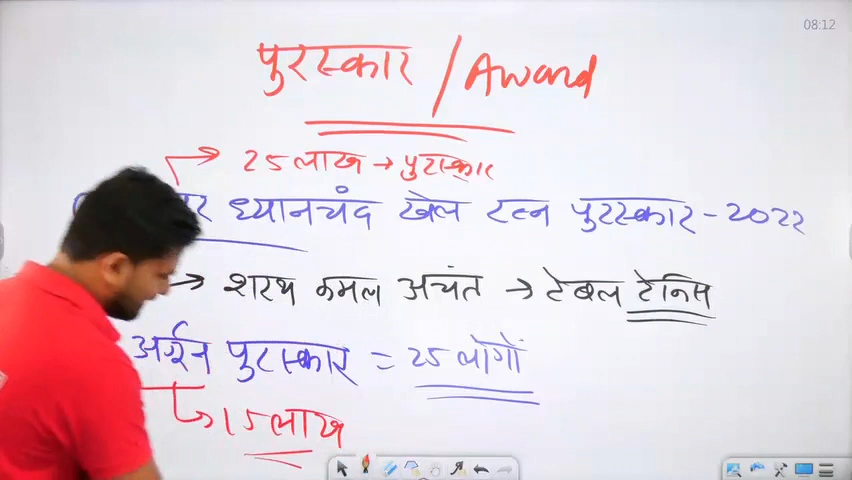 08:12
पुरस्कार / Award
25 लाख → पुरस्कार
ध्यानचंद खेल रत्न पुरस्कार - 2022
→ शरथ कमल अचंत → टेबल टेनिस
अर्जुन पुरस्कार = 25 लोगों
15 लाख